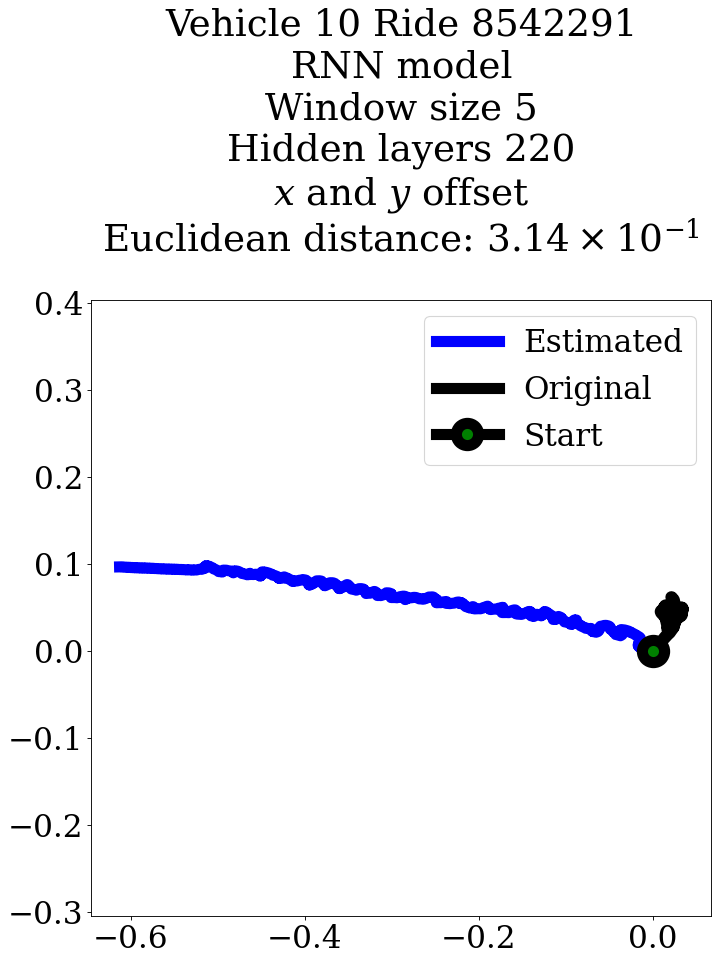 Vehicle 10 Ride 8542291
RNN model
Window size 5
Hidden layers 220
x and y offset
Euclidean distance: 3.14 × 10⁻¹
0.4
0.3
0.2
0.1
0.0
−0.1
−0.2
−0.3
Estimated
Original
Start
−0.6 −0.4 −0.2 0.0